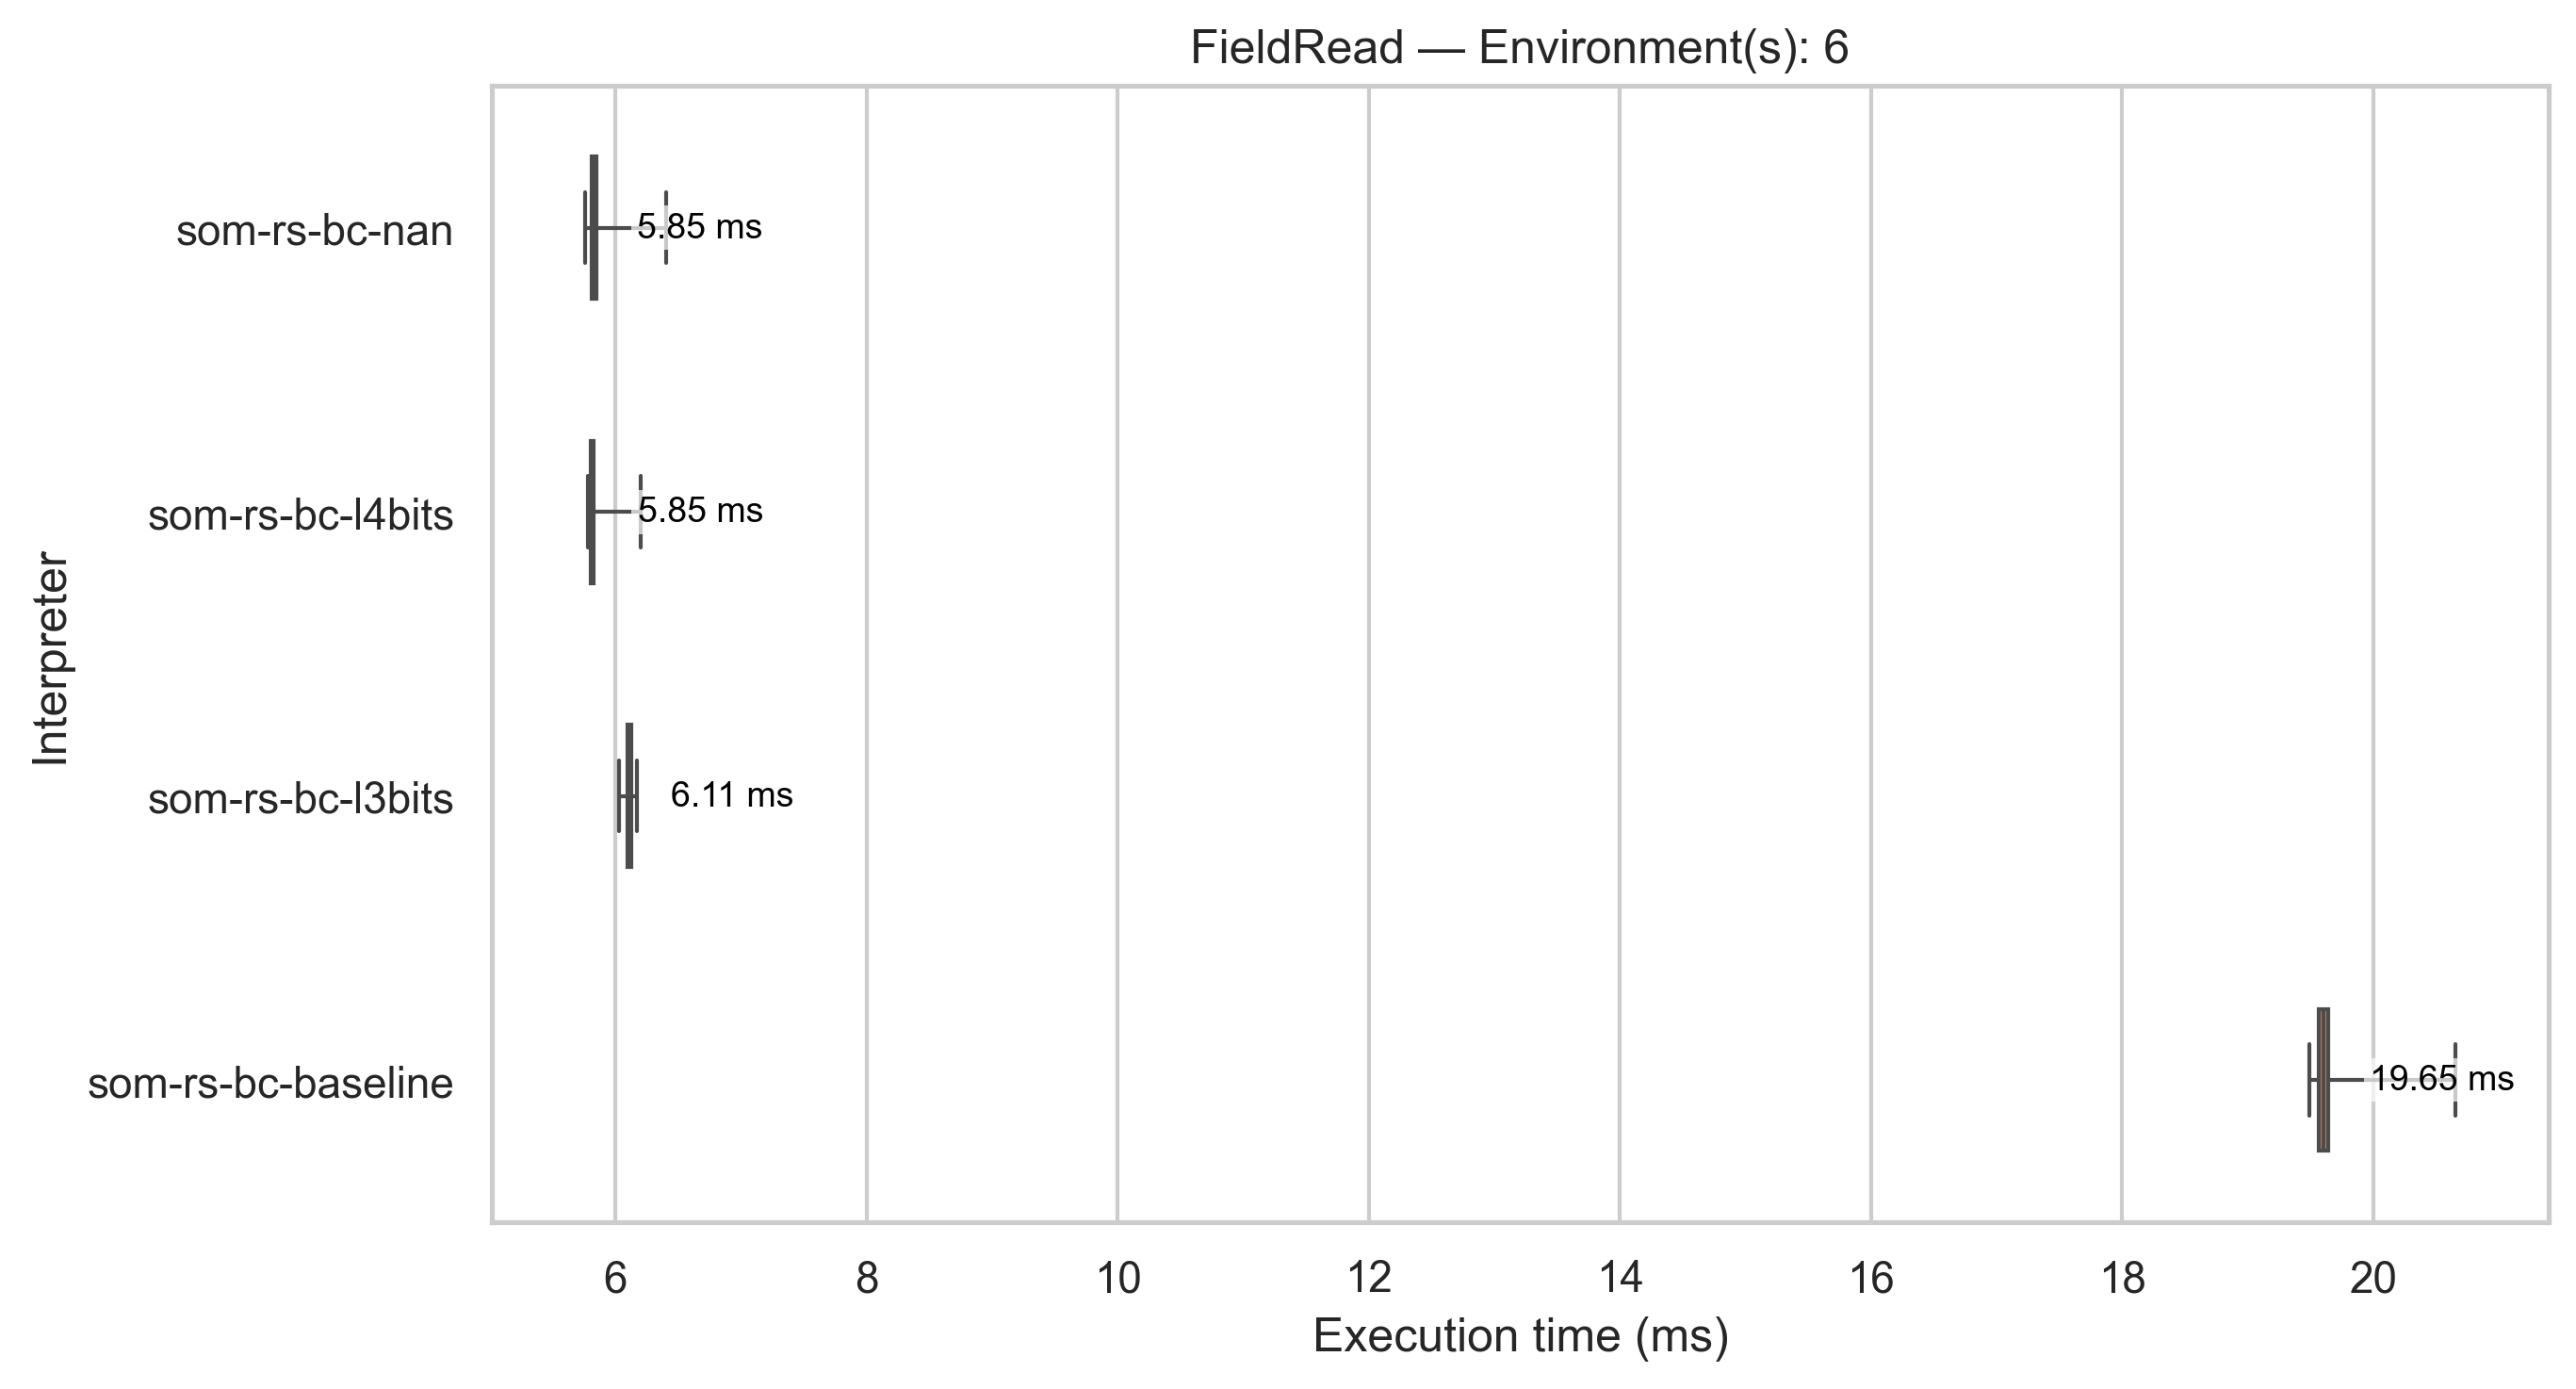 FieldRead — Environment(s): 6
Interpreter
som-rs-bc-nan
5.85 ms
som-rs-bc-l4bits
5.85 ms
som-rs-bc-l3bits
6.11 ms
som-rs-bc-baseline
19.65 ms
6 8 10 12 14 16 18 20
Execution time (ms)